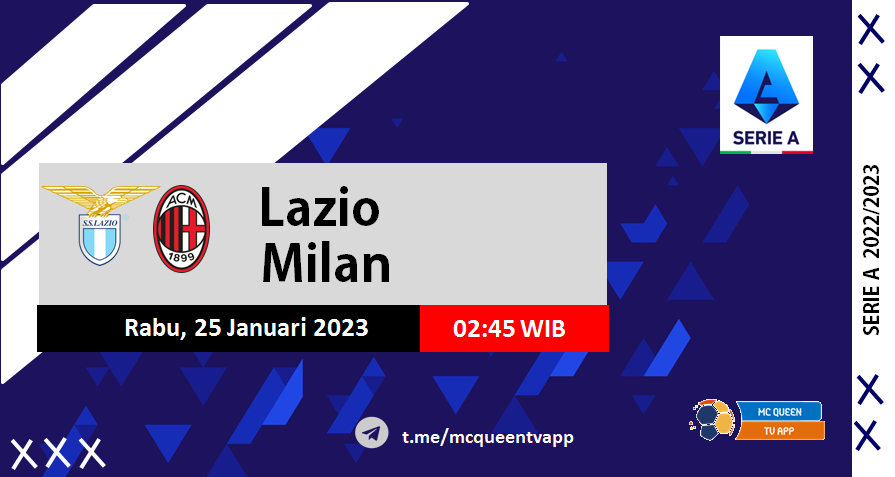 SERIE A
S.S.LAZIO
ACM
1899
Lazio
Milan
Rabu, 25 Januari 2023
02:45 WIB
SERIE A 2022/2023
t.me/mcqueentvapp
MC QUEEN
TV APP